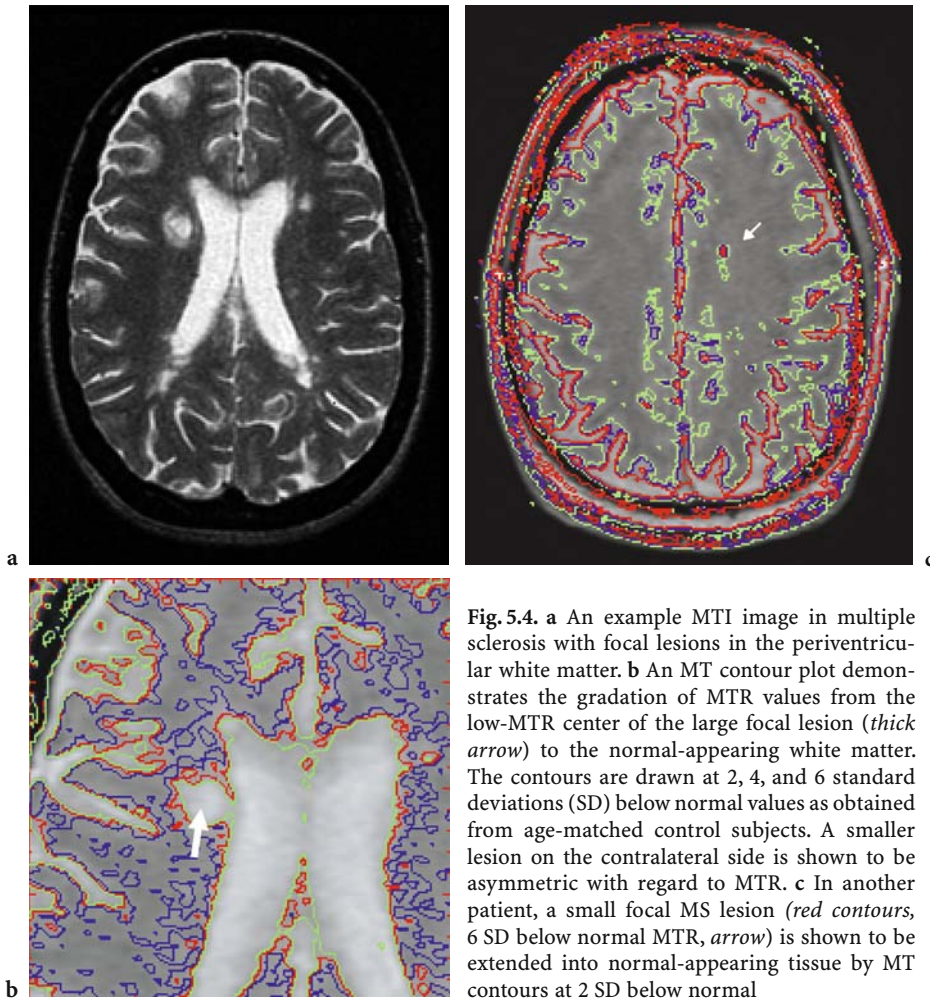 a
c
b
Fig. 5.4. a An example MTI image in multiple
sclerosis with focal lesions in the periventricu-
lar white matter. b An MT contour plot demon-
strates the gradation of MTR values from the
low-MTR center of the large focal lesion (thick
arrow) to the normal-appearing white matter.
The contours are drawn at 2, 4, and 6 standard
deviations (SD) below normal values as obtained
from age-matched control subjects. A smaller
lesion on the contralateral side is shown to be
asymmetric with regard to MTR. c In another
patient, a small focal MS lesion (red contours,
6 SD below normal MTR, arrow) is shown to be
extended into normal-appearing tissue by MT
contours at 2 SD below normal